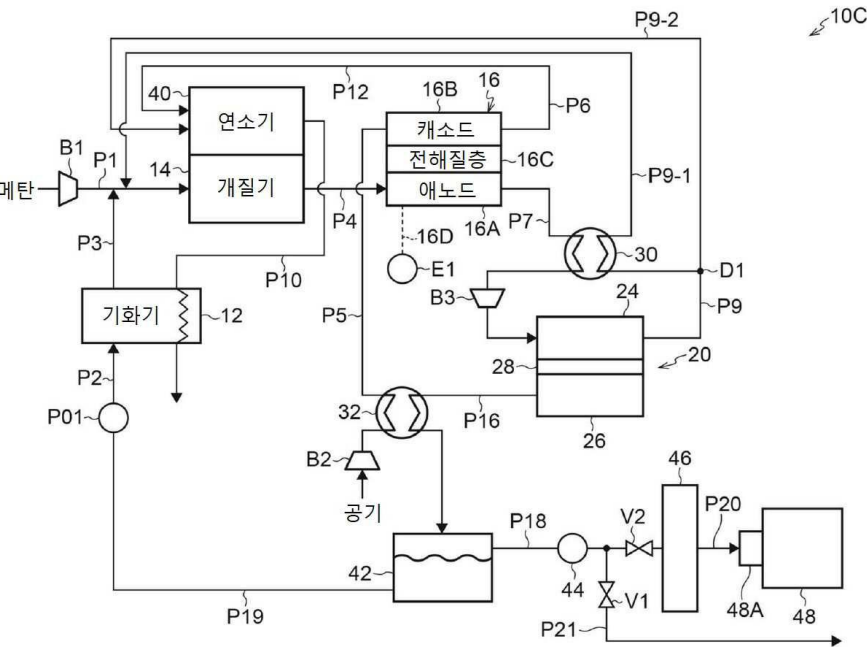 10C
P9-2
P12
16
P6
40
16B
연소기
캐소드
B1
P1
14
전해질층
16C
P9-1
메탄
개질기
P4
애노드
P7
P3
16A
16D
30
P10
E1
D1
B3
기화기
12
P5
24
P9
P2
28
20
32
P16
P01
26
B2
46
공기
P18
V2
P20
42
44
V1
48A
48
P19
P21